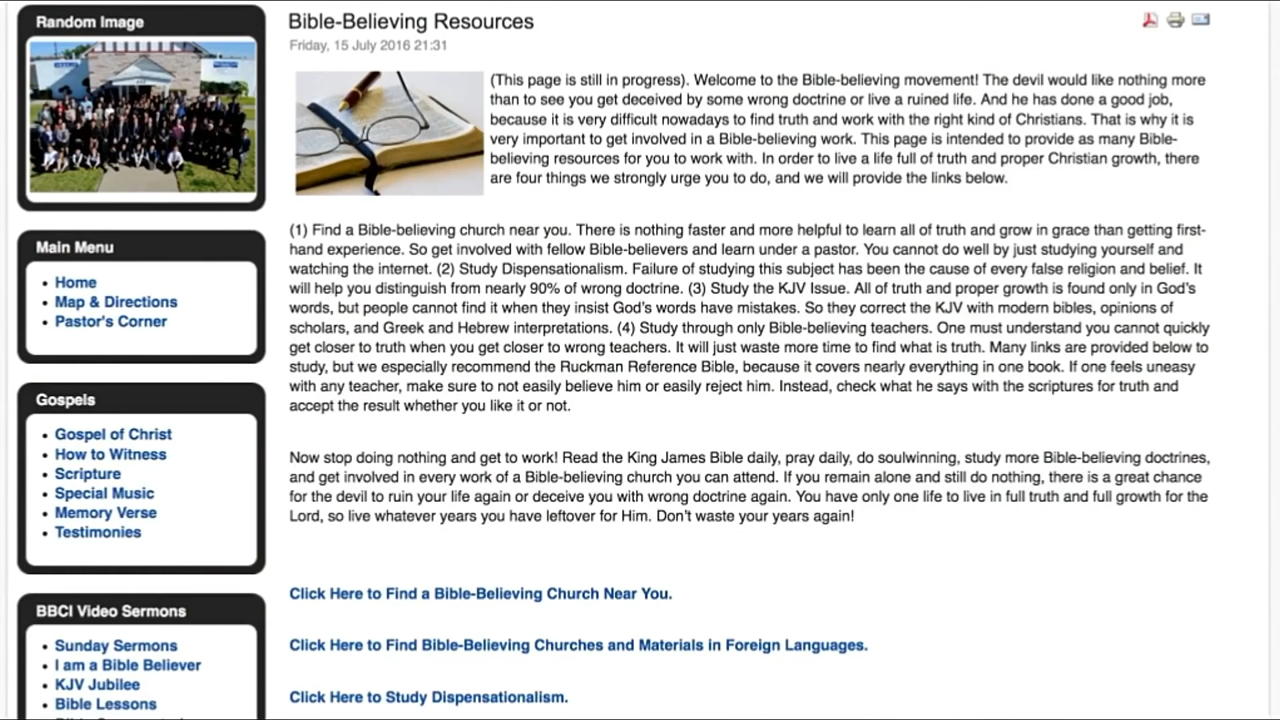 Random Image
Main Menu
Home
Map & Directions
Pastor's Corner
Gospels
Gospel of Christ
How to Witness
Scripture
Special Music
Memory Verse
Testimonies
BBCI Video Sermons
Sunday Sermons
I am a Bible Believer
KJV Jubilee
Bible Lessons
Bible-Believing Resources
Friday, 15 July 2016 21:31
(This page is still in progress). Welcome to the Bible-believing movement! The devil would like nothing more
than to see you get deceived by some wrong doctrine or live a ruined life. And he has done a good job,
because it is very difficult nowadays to find truth and work with the right kind of Christians. That is why it is
very important to get involved in a Bible-believing work. This page is intended to provide as many Bible-
believing resources for you to work with. In order to live a life full of truth and proper Christian growth, there
are four things we strongly urge you to do, and we will provide the links below.
(1) Find a Bible-believing church near you. There is nothing faster and more helpful to learn all of truth and grow in grace than getting first-
hand experience. So get involved with fellow Bible-believers and learn under a pastor. You cannot do well by just studying yourself and
watching the internet. (2) Study Dispensationalism. Failure of studying this subject has been the cause of every false religion and belief. It
will help you distinguish from nearly 90% of wrong doctrine. (3) Study the KJV Issue. All of truth and proper growth is found only in God's
words, but people cannot find it when they insist God's words have mistakes. So they correct the KJV with modern bibles, opinions of
scholars, and Greek and Hebrew interpretations. (4) Study through only Bible-believing teachers. One must understand you cannot quickly
get closer to truth when you get closer to wrong teachers. It will just waste more time to find what is truth. Many links are provided below to
study, but we especially recommend the Ruckman Reference Bible, because it covers nearly everything in one book. If one feels uneasy
with any teacher, make sure to not easily believe him or easily reject him. Instead, check what he says with the scriptures for truth and
accept the result whether you like it or not.
Now stop doing nothing and get to work! Read the King James Bible daily, pray daily, do soulwinning, study more Bible-believing doctrines,
and get involved in every work of a Bible-believing church you can attend. If you remain alone and still do nothing, there is a great chance
for the devil to ruin your life again or deceive you with wrong doctrine again. You have only one life to live in full truth and full growth for the
Lord, so live whatever years you have leftover for Him. Don't waste your years again!
Click Here to Find a Bible-Believing Church Near You.
Click Here to Find Bible-Believing Churches and Materials in Foreign Languages.
Click Here to Study Dispensationalism.